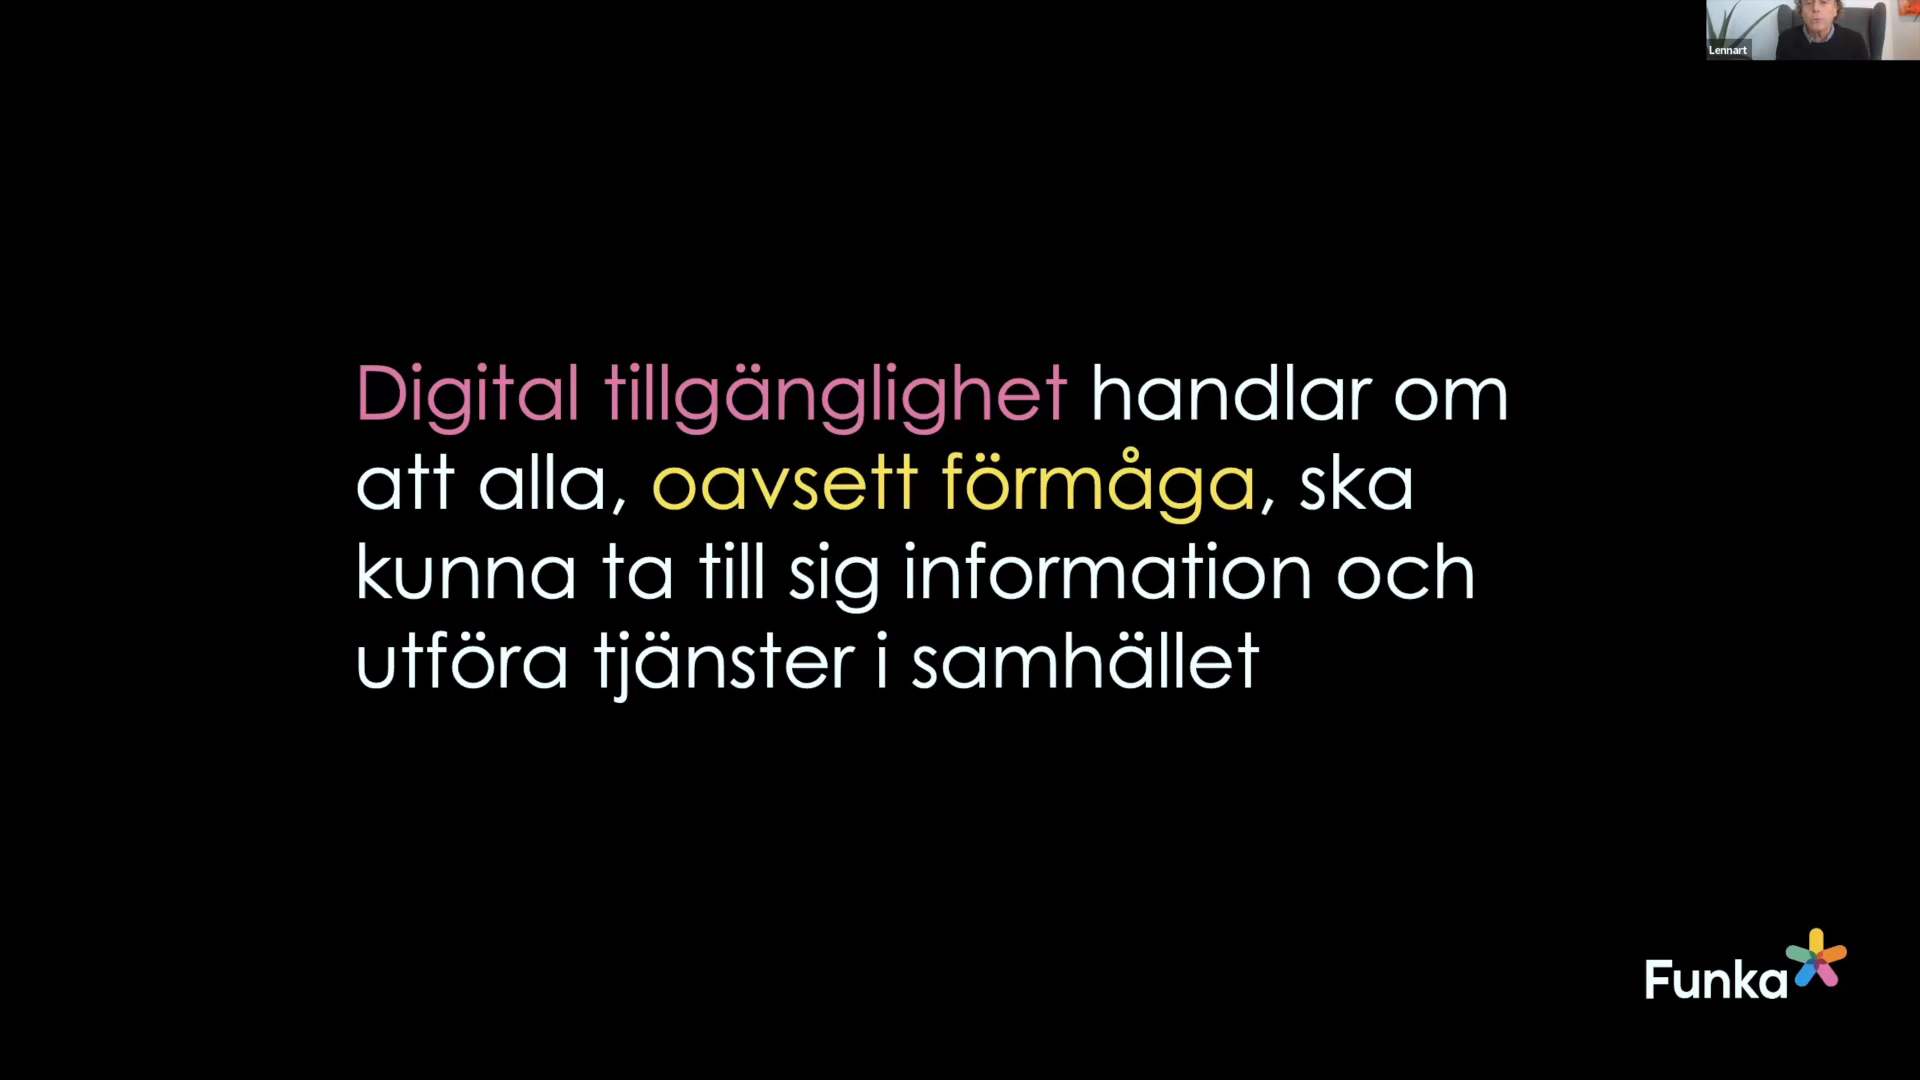 Lennart
Digital tillgänglighet handlar om
att alla, oavsett förmåga, ska
kunna ta till sig information och
utföra tjänster i samhället
Funka